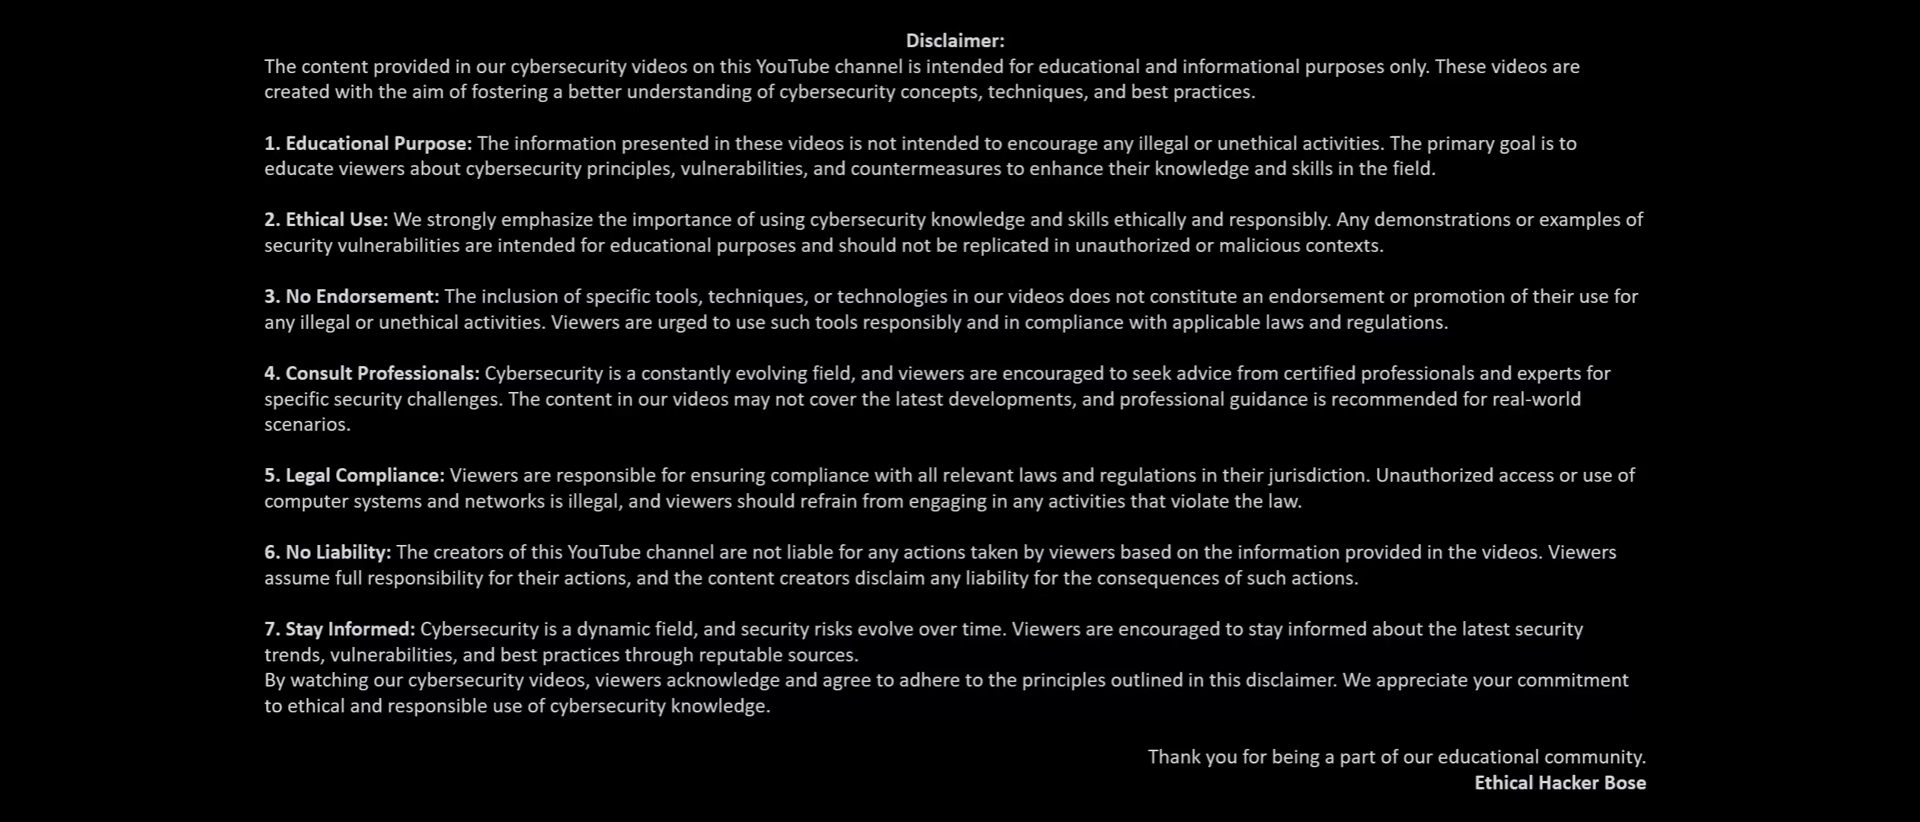 Disclaimer:
The content provided in our cybersecurity videos on this YouTube channel is intended for educational and informational purposes only. These videos are
created with the aim of fostering a better understanding of cybersecurity concepts, techniques, and best practices.
1. Educational Purpose: The information presented in these videos is not intended to encourage any illegal or unethical activities. The primary goal is to
educate viewers about cybersecurity principles, vulnerabilities, and countermeasures to enhance their knowledge and skills in the field.
2. Ethical Use: We strongly emphasize the importance of using cybersecurity knowledge and skills ethically and responsibly. Any demonstrations or examples of
security vulnerabilities are intended for educational purposes and should not be replicated in unauthorized or malicious contexts.
3. No Endorsement: The inclusion of specific tools, techniques, or technologies in our videos does not constitute an endorsement or promotion of their use for
any illegal or unethical activities. Viewers are urged to use such tools responsibly and in compliance with applicable laws and regulations.
4. Consult Professionals: Cybersecurity is a constantly evolving field, and viewers are encouraged to seek advice from certified professionals and experts for
specific security challenges. The content in our videos may not cover the latest developments, and professional guidance is recommended for real-world
scenarios.
5. Legal Compliance: Viewers are responsible for ensuring compliance with all relevant laws and regulations in their jurisdiction. Unauthorized access or use of
computer systems and networks is illegal, and viewers should refrain from engaging in any activities that violate the law.
6. No Liability: The creators of this YouTube channel are not liable for any actions taken by viewers based on the information provided in the videos. Viewers
assume full responsibility for their actions, and the content creators disclaim any liability for the consequences of such actions.
7. Stay Informed: Cybersecurity is a dynamic field, and security risks evolve over time. Viewers are encouraged to stay informed about the latest security
trends, vulnerabilities, and best practices through reputable sources.
By watching our cybersecurity videos, viewers acknowledge and agree to adhere to the principles outlined in this disclaimer. We appreciate your commitment
to ethical and responsible use of cybersecurity knowledge.
Thank you for being a part of our educational community.
Ethical Hacker Bose